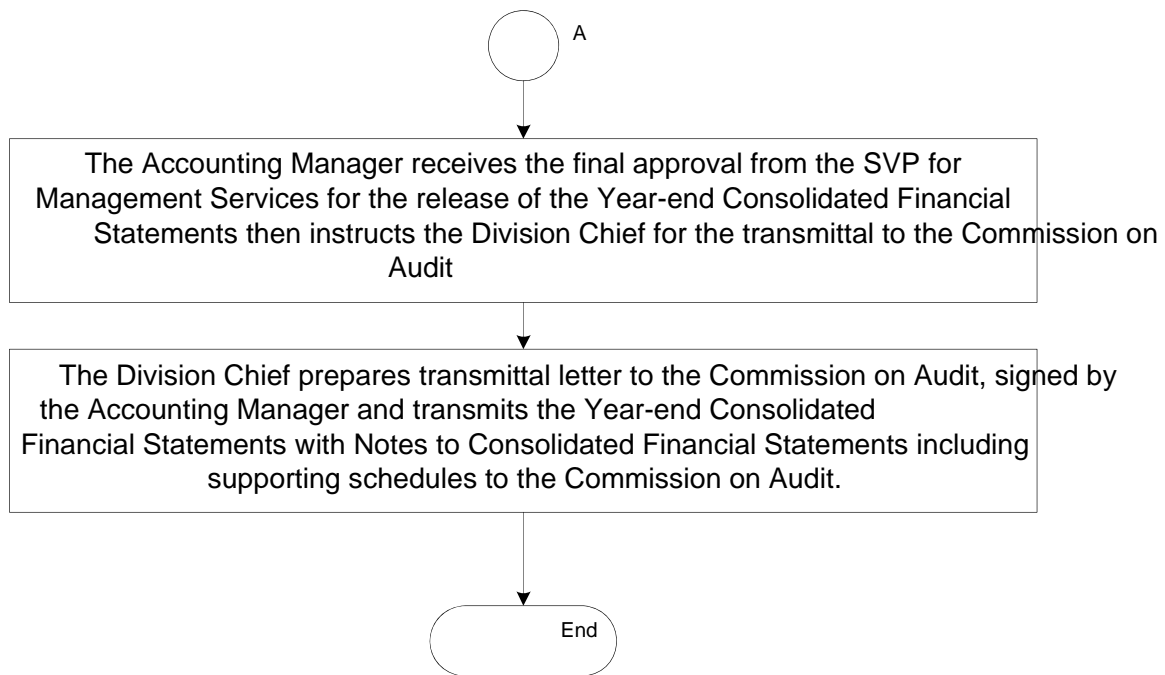 A
The Accounting Manager receives the final approval from the SVP for
Management Services for the release of the Year-end Consolidated Financial
Statements then instructs the Division Chief for the transmittal to the Commission on
Audit
The Division Chief prepares transmittal letter to the Commission on Audit, signed by
the Accounting Manager and transmits the Year-end Consolidated
Financial Statements with Notes to Consolidated Financial Statements including
supporting schedules to the Commission on Audit.
End